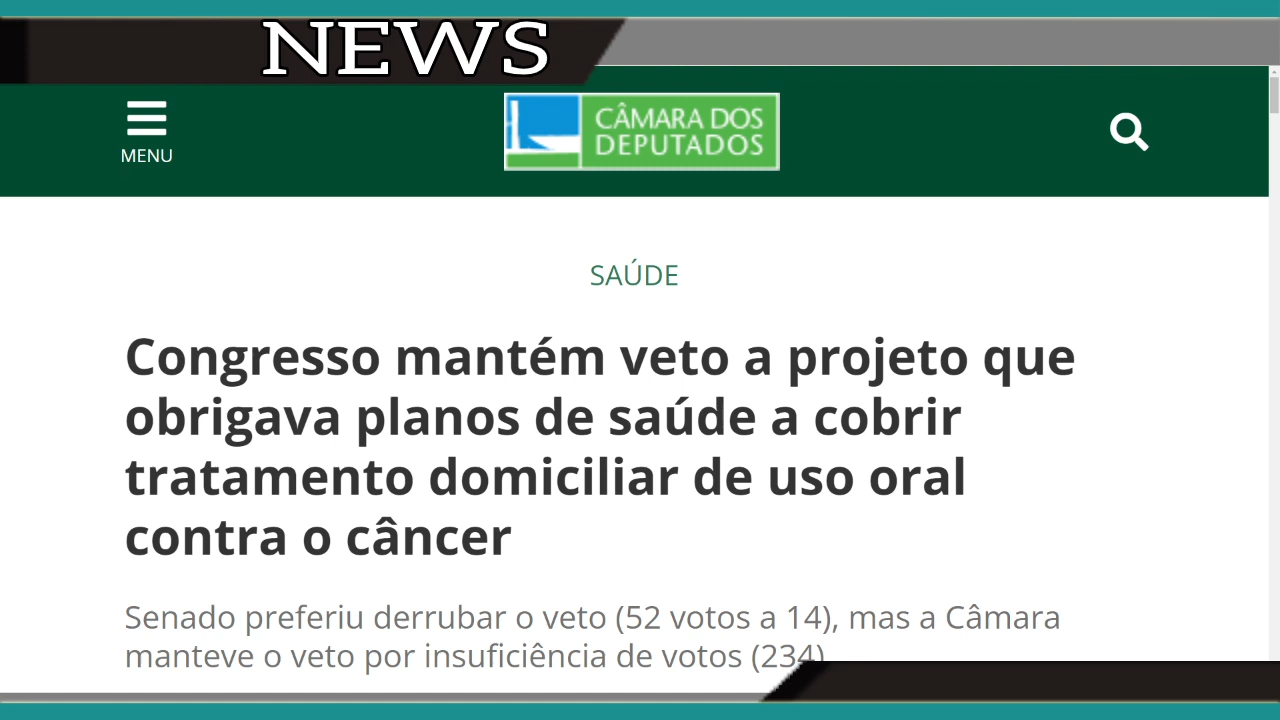 NEWS
MENU
CÂMARA DOS
DEPUTADOS
SAÚDE
Congresso mantém veto a projeto que
obrigava planos de saúde a cobrir
tratamento domiciliar de uso oral
contra o câncer
Senado preferiu derrubar o veto (52 votos a 14), mas a Câmara
manteve o veto por insuficiência de votos (234)